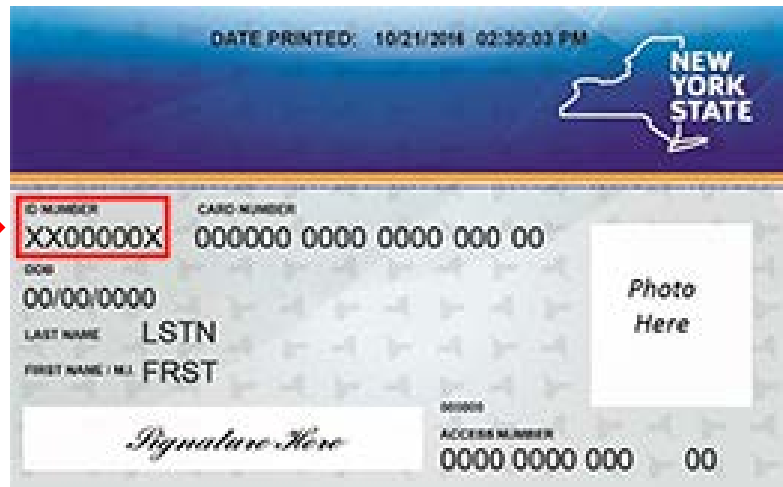 DATE PRINTED: 10/21/2016 02:30:03 PM
NEW
YORK
STATE
ID NUMBER CARD NUMBER
XX00000X 000000 0000 0000 000 00
DOB
00/00/0000
LAST NAME LSTN
FIRST NAME / M.I. FRST
Photo
Here
Signature Here
000000
ACCESS NUMBER
0000 0000 000 00